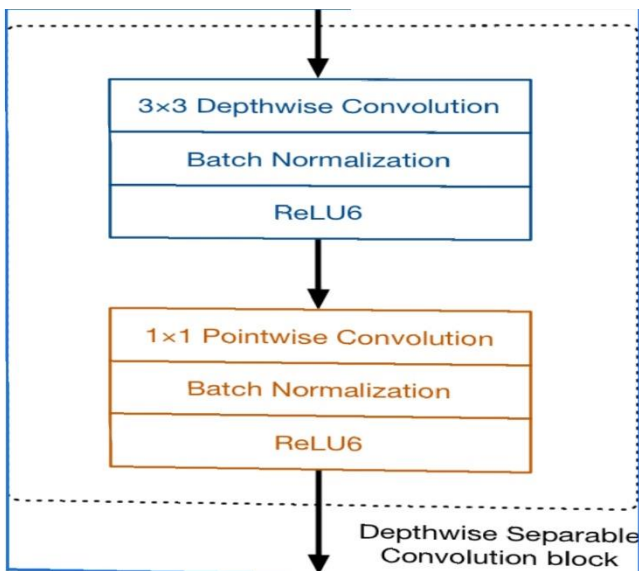 3×3 Depthwise Convolution
Batch Normalization
ReLU6
1×1 Pointwise Convolution
Batch Normalization
ReLU6
Depthwise Separable
Convolution block